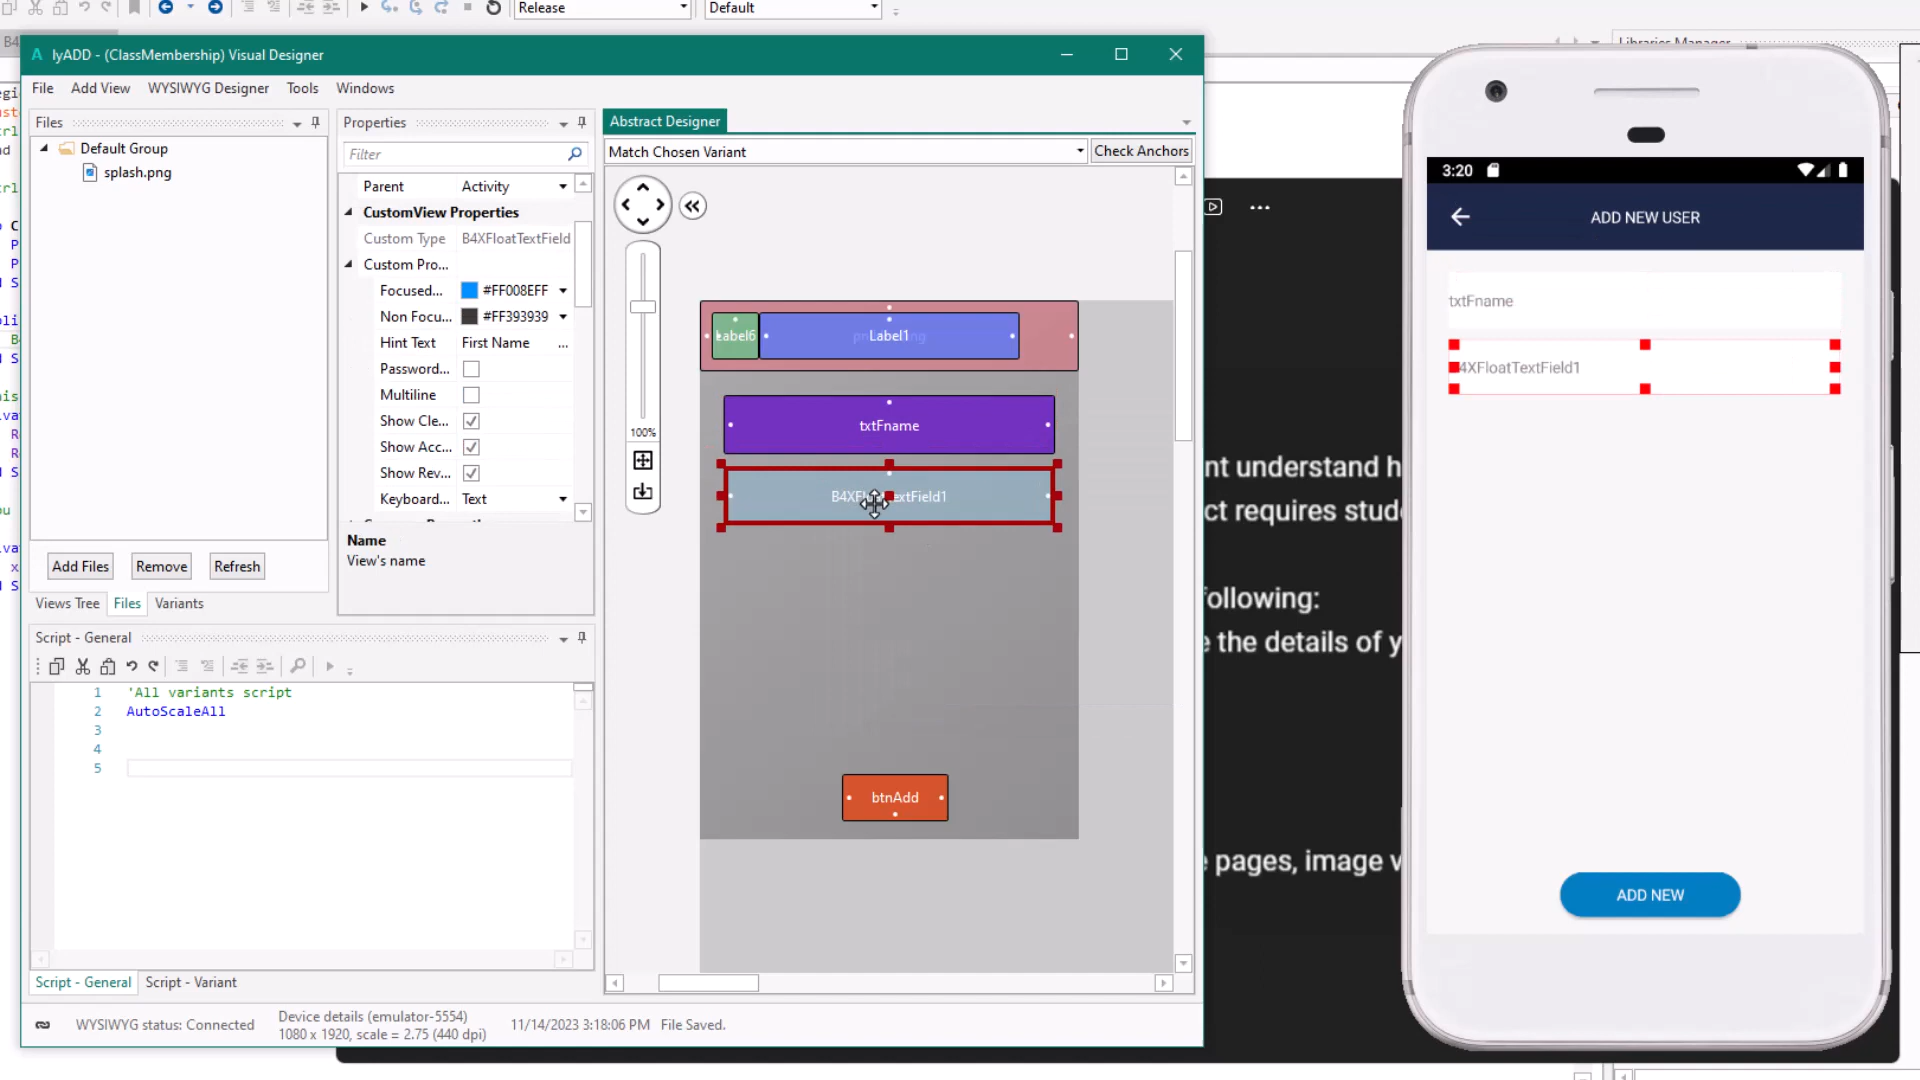 Release
Default
B4
Libraries Manager
lyADD - (ClassMembership) Visual Designer
File
Add View
WYSIWYG Designer
Tools
Windows
Files
Default Group
splash.png
Add Files
Remove
Refresh
Views Tree
Files
Variants
Properties
Filter
Parent
Activity
CustomView Properties
Custom Type
B4XFloatTextField
Custom Pro...
Focused...
#FF008EFF
Non Focu...
#FF393939
Hint Text
First Name
...
Password...
Multiline
Show Cle...
Show Acc...
Show Rev...
Keyboard...
Text
Name
View's name
Script - General
1
'All variants script
2
AutoScaleAll
3
4
5
Script - General
Script - Variant
Abstract Designer
Match Chosen Variant
Check Anchors
100%
Label6
Label1
txtFname
btnAdd
WYSIWYG status: Connected
Device details (emulator-5554)
1080 x 1920, scale = 2.75 (440 dpi)
11/14/2023 3:18:06 PM
File Saved.
nt understand h
ct requires stud
ollowing:
the details of y
pages, image v
3:20
ADD NEW USER
txtFname
4XFloatTextField1
ADD NEW